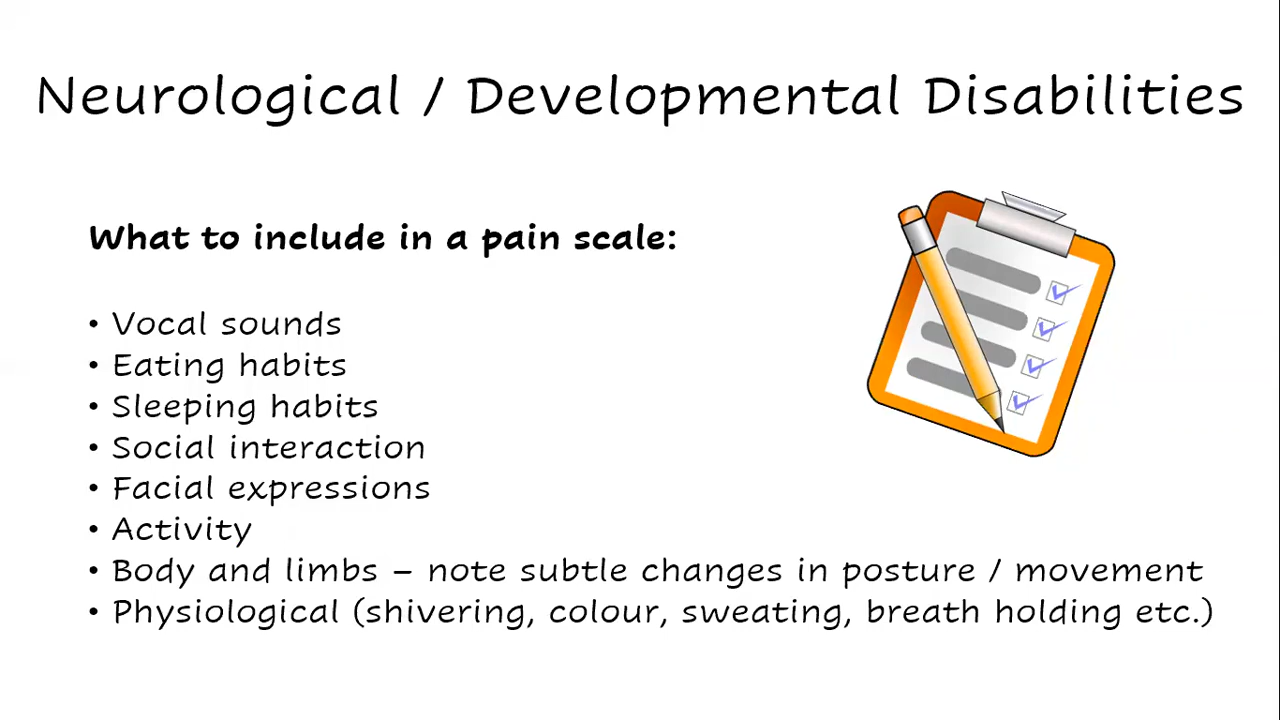 Neurological / Developmental Disabilities
What to include in a pain scale:
• Vocal sounds
• Eating habits
• Sleeping habits
• Social interaction
• Facial expressions
• Activity
• Body and limbs – note subtle changes in posture / movement
• Physiological (shivering, colour, sweating, breath holding etc.)